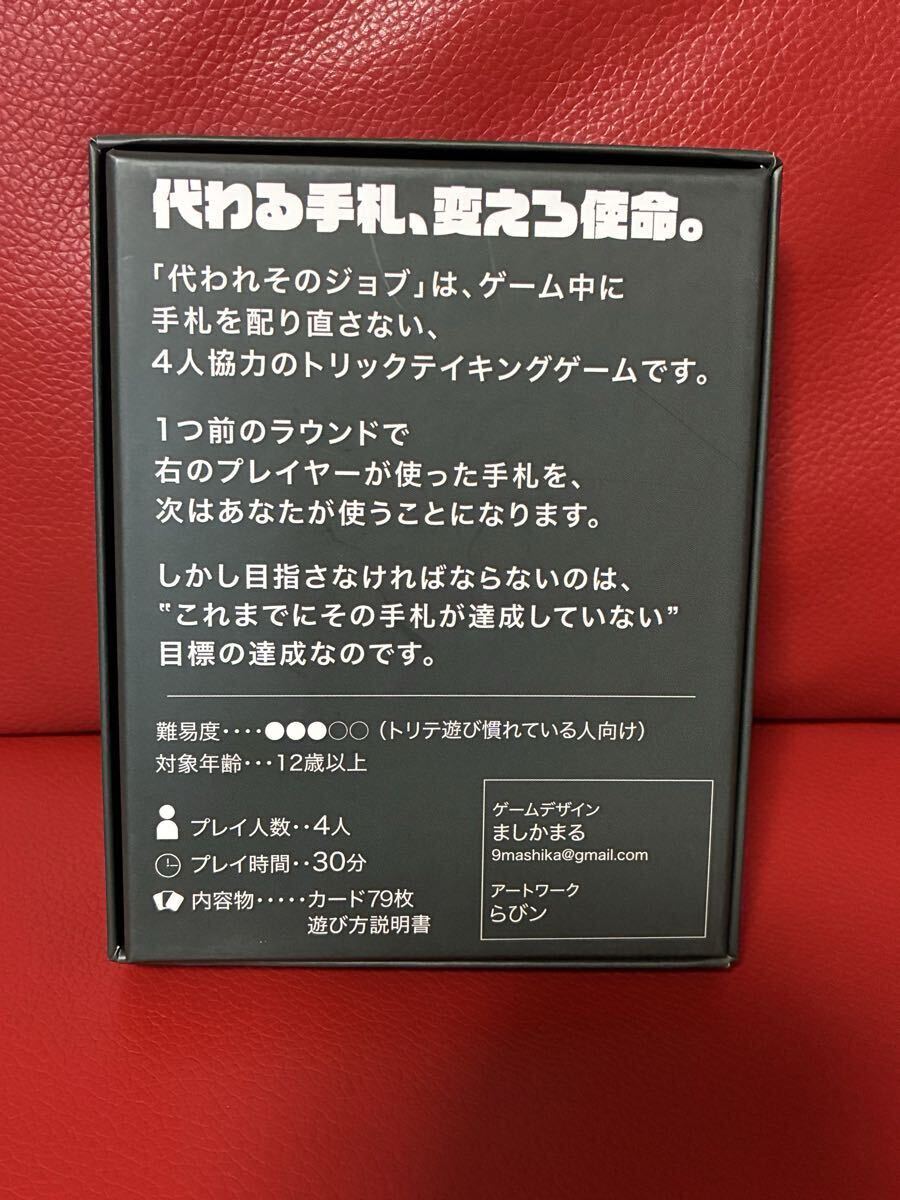 代わる手札、変えろ使命。
「代われそのジョブ」は、ゲーム中に
手札を配り直さない、
4人協力のトリックテイキングゲームです。
1つ前のラウンドで
右のプレイヤーが使った手札を、
次はあなたが使うことになります。
しかし目指さなければならないのは、
“これまでにその手札が達成していない”
目標の達成なのです。
難易度････●●●○○（トリテ遊び慣れている人向け）
対象年齢･･･12歳以上
プレイ人数･･4人
プレイ時間･･30分
内容物･････カード79枚
遊び方説明書
ゲームデザイン
ましかまる
9mashika@gmail.com
アートワーク
らびン